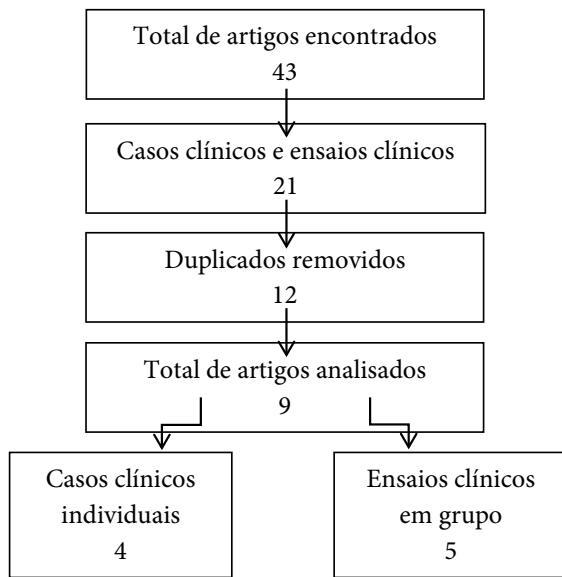 Total de artigos encontrados
43
Casos clínicos e ensaios clínicos
21
Duplicados removidos
12
Total de artigos analisados
9
Casos clínicos
individuais
4
Ensaios clínicos
em grupo
5